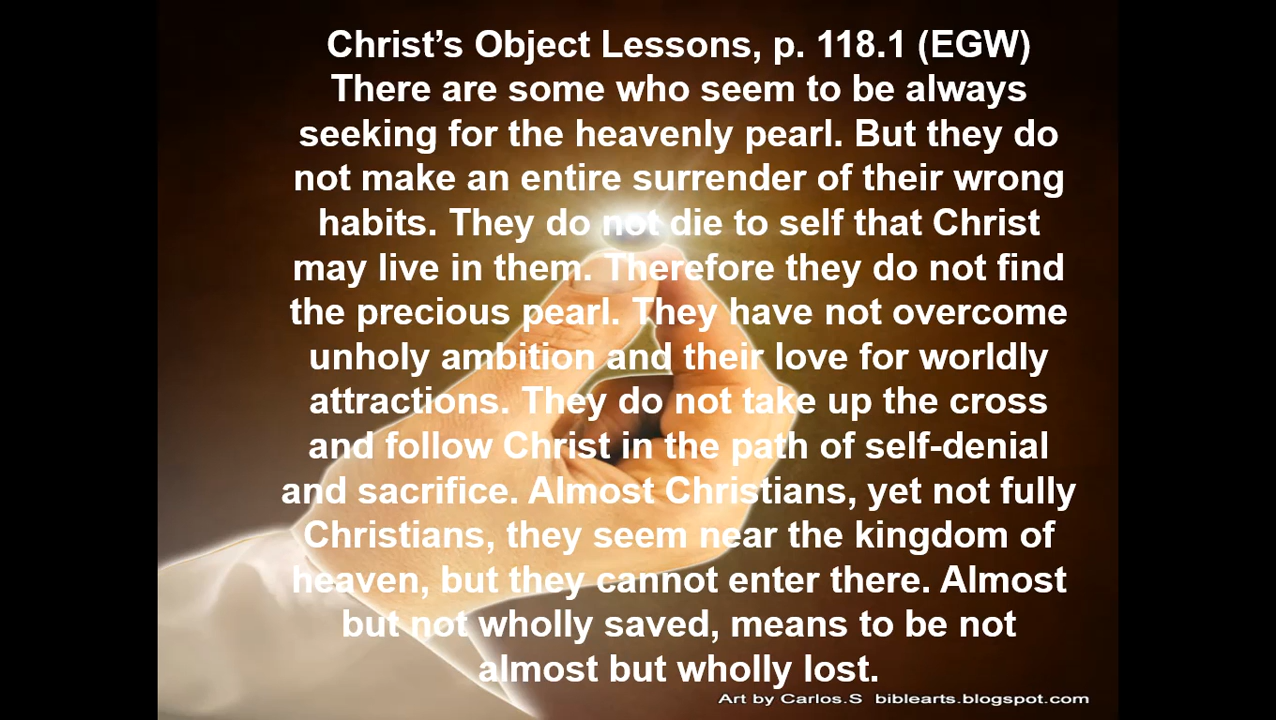 Christ’s Object Lessons, p. 118.1 (EGW)
There are some who seem to be always
seeking for the heavenly pearl. But they do
not make an entire surrender of their wrong
habits. They do not die to self that Christ
may live in them. Therefore they do not find
the precious pearl. They have not overcome
unholy ambition and their love for worldly
attractions. They do not take up the cross
and follow Christ in the path of self-denial
and sacrifice. Almost Christians, yet not fully
Christians, they seem near the kingdom of
heaven, but they cannot enter there. Almost
but not wholly saved, means to be not
almost but wholly lost.
Art by Carlos.S biblearts.blogspot.com